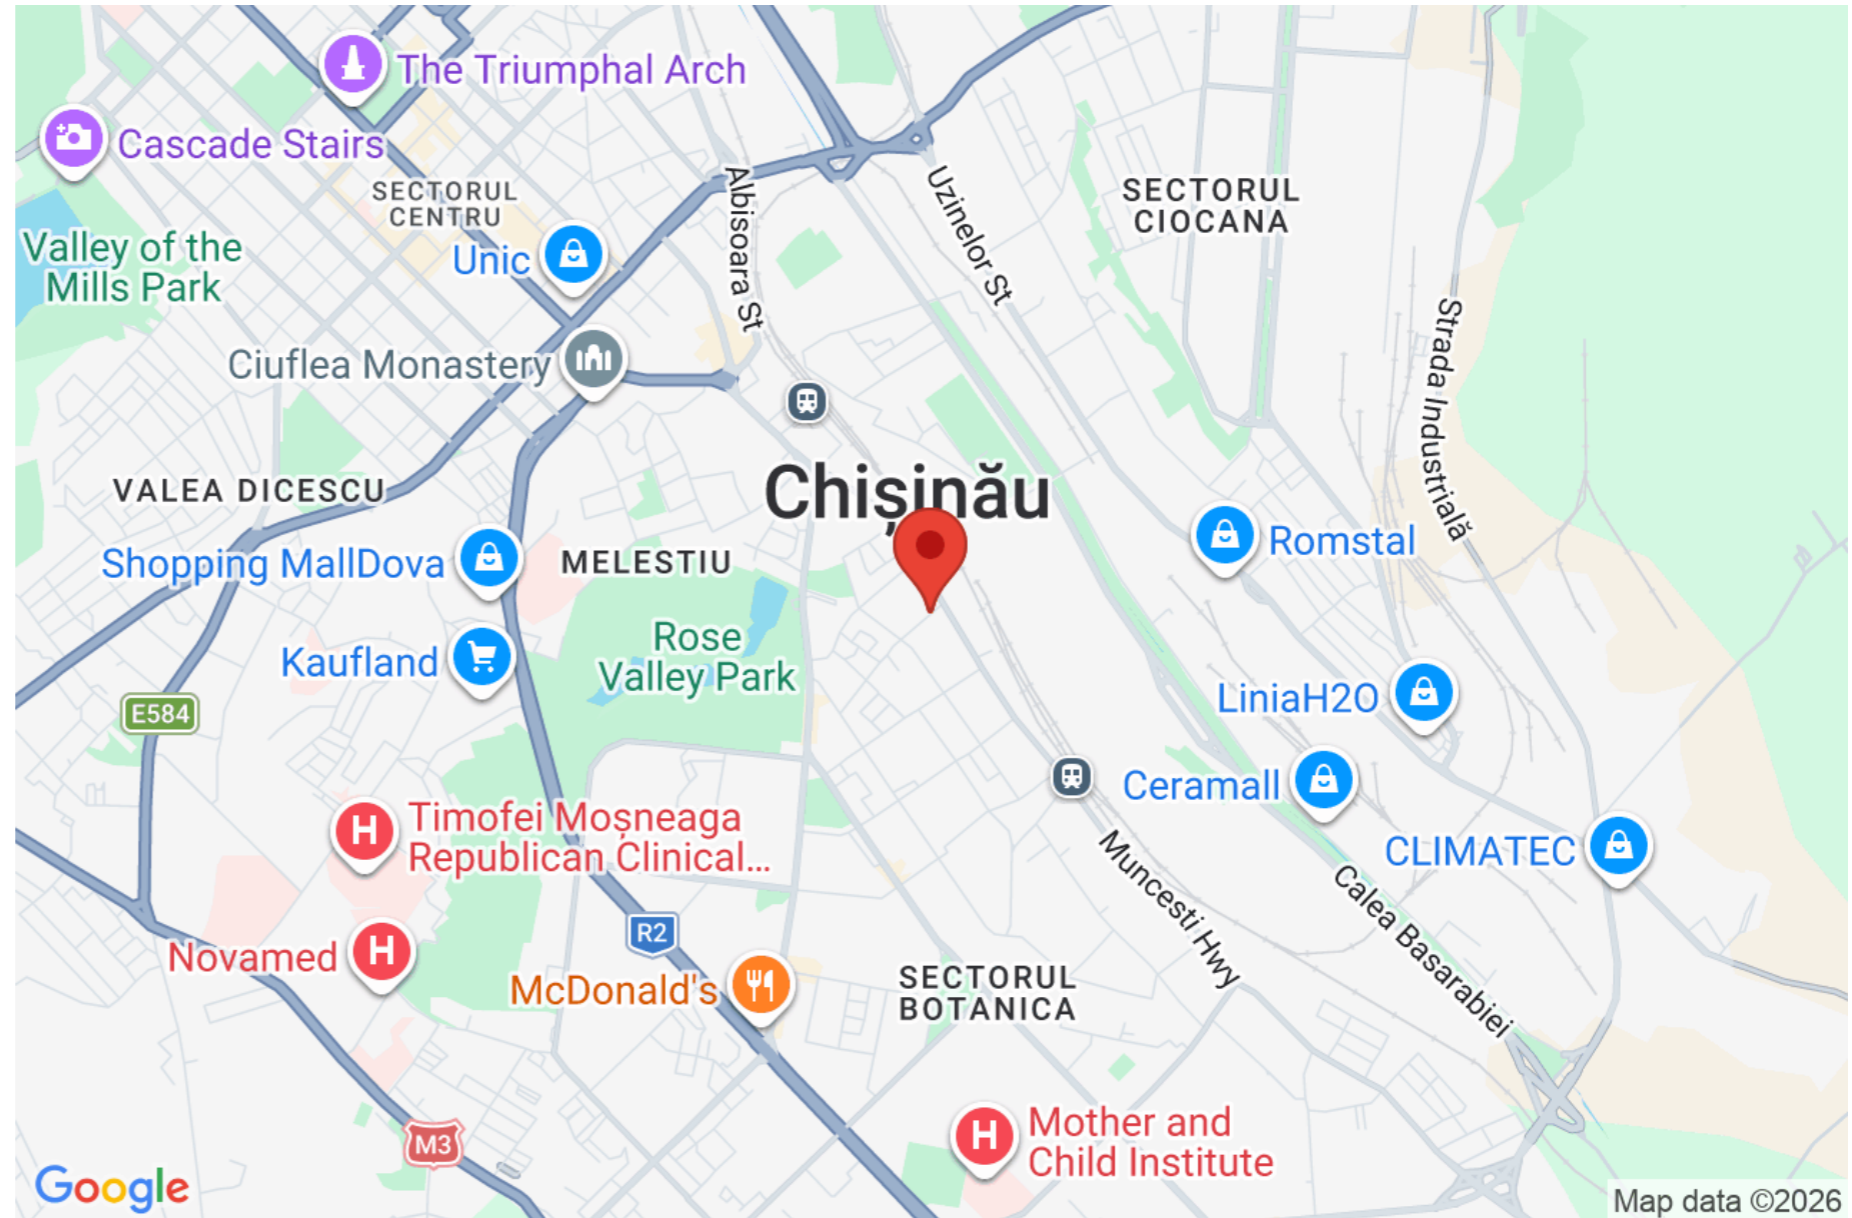 The Triumphal Arch
Cascade Stairs
SECTORUL
CENTRU
Valley of the
Mills Park
Unic
Albisoara St
Uzinelor St
SECTORUL
CIOCANA
Strada Industrială
Ciuflea Monastery
Chișinău
VALEA DICESCU
Shopping MallDova
MELESTIU
Romstal
Rose
Valley Park
Kaufland
LiniaH2O
E584
Ceramall
Timofei Moșneaga
Republican Clinical...
CLIMATEC
Muncesti Hwy
Calea Basarabiei
R2
Novamed
McDonald's
SECTORUL
BOTANICA
Mother and
Child Institute
M3
Google
Map data ©2026